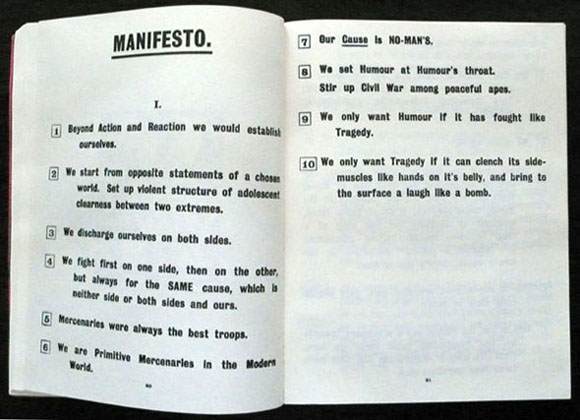 MANIFESTO.
I.
1 Beyond Action and Reaction we would establish
ourselves.
2 We start from opposite statements of a chosen
world. Set up violent structure of adolescent
clearness between two extremes.
3 We discharge ourselves on both sides.
4 We fight first on one side, then on the other,
but always for the SAME cause, which is
neither side or both sides and ours.
5 Mercenaries were always the best troops.
6 We are Primitive Mercenaries in the Modern
World.
30
7 Our Cause is NO-MAN'S.
8 We set Humour at Humour's throat.
Stir up Civil War among peaceful apes.
9 We only want Humour if it has fought like
Tragedy.
10 We only want Tragedy if it can clench its side-
muscles like hands on it's belly, and bring to
the surface a laugh like a bomb.
31